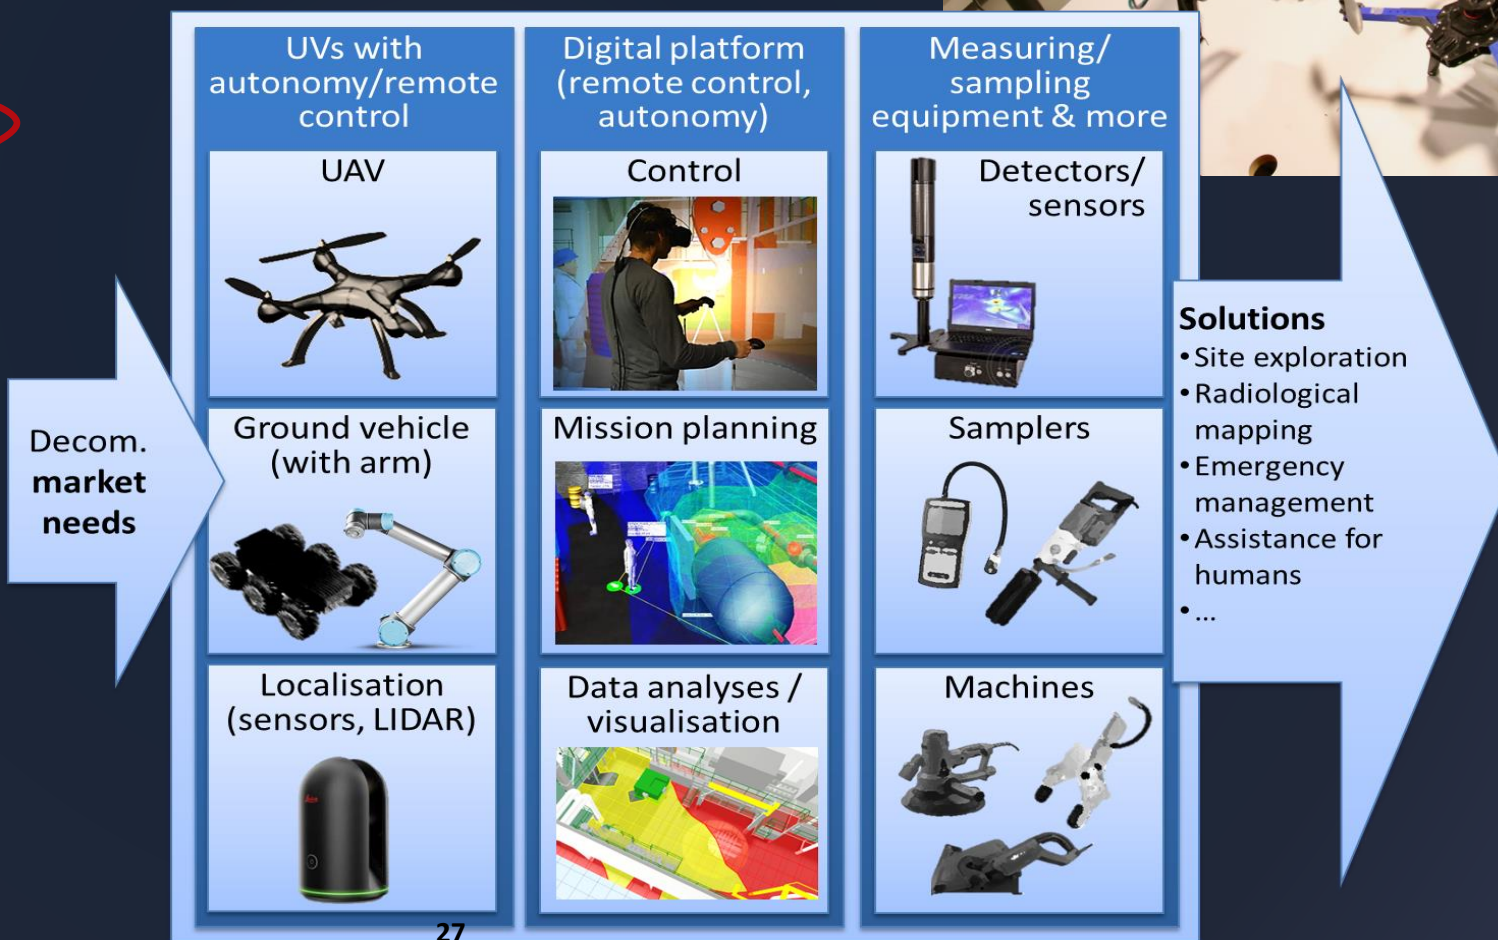 Decom.
market
needs
UVs with
autonomy/remote
control
UAV
Ground vehicle
(with arm)
Localisation
(sensors, LIDAR)
Digital platform
(remote control,
autonomy)
Control
Mission planning
Data analyses /
visualisation
Measuring/
sampling
equipment & more
Detectors/
sensors
Samplers
Machines
Solutions
•Site exploration
•Radiological
mapping
•Emergency
management
•Assistance for
humans
•...
27